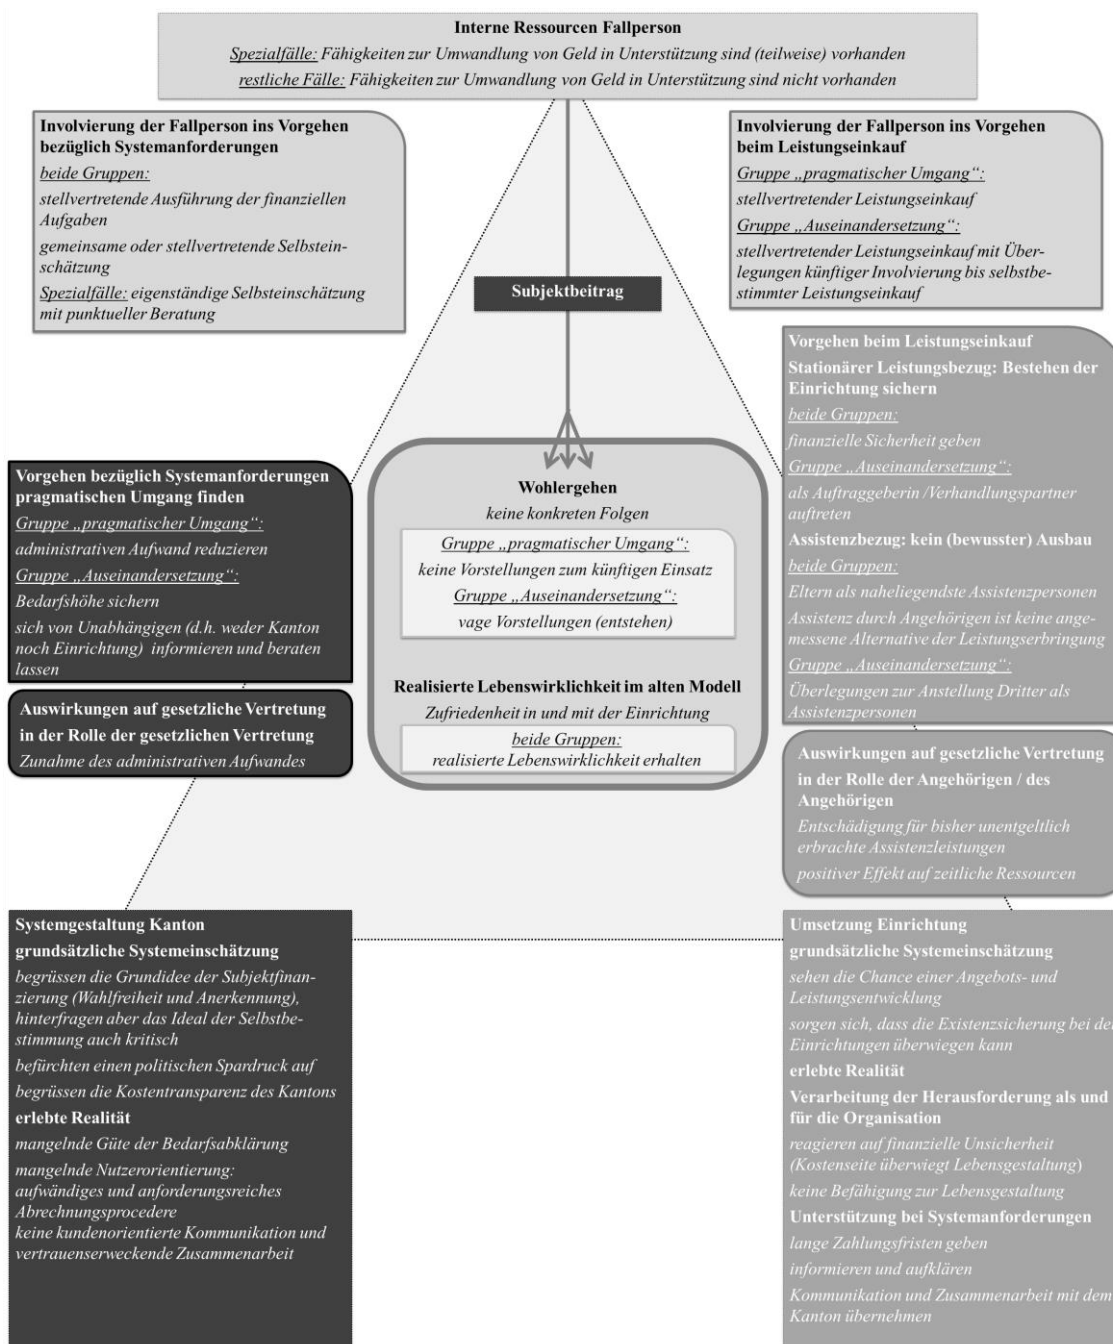 Interne Ressourcen Fallperson
Spezialfälle: Fähigkeiten zur Umwandlung von Geld in Unterstützung sind (teilweise) vorhanden
restliche Fälle: Fähigkeiten zur Umwandlung von Geld in Unterstützung sind nicht vorhanden
Involvierung der Fallperson ins Vorgehen
bezüglich Systemanforderungen
beide Gruppen:
stellvertretende Ausführung der finanziellen
Aufgaben
gemeinsame oder stellvertretende Selbstein-
schätzung
Spezialfälle: eigenständige Selbsteinschätzung
mit punktueller Beratung
Involvierung der Fallperson ins Vorgehen
beim Leistungseinkauf
Gruppe „pragmatischer Umgang“:
stellvertretender Leistungseinkauf
Gruppe „Auseinandersetzung“:
stellvertretender Leistungseinkauf mit Über-
legungen künftiger Involvierung bis selbstbe-
stimmter Leistungseinkauf
Subjektbeitrag
Vorgehen bezüglich Systemanforderungen
pragmatischen Umgang finden
Gruppe „pragmatischer Umgang“:
administrativen Aufwand reduzieren
Gruppe „Auseinandersetzung“:
Bedarfshöhe sichern
sich von Unabhängigen (d.h. weder Kanton
noch Einrichtung) informieren und beraten
lassen
Auswirkungen auf gesetzliche Vertretung
in der Rolle der gesetzlichen Vertretung
Zunahme des administrativen Aufwandes
Wohlergehen
keine konkreten Folgen
Gruppe „pragmatischer Umgang“:
keine Vorstellungen zum künftigen Einsatz
Gruppe „Auseinandersetzung“:
vage Vorstellungen (entstehen)
Realisierte Lebenswirklichkeit im alten Modell
Zufriedenheit in und mit der Einrichtung
beide Gruppen:
realisierte Lebenswirklichkeit erhalten
Vorgehen beim Leistungseinkauf
Stationärer Leistungsbezug: Bestehen der
Einrichtung sichern
beide Gruppen:
finanzielle Sicherheit geben
Gruppe „Auseinandersetzung“:
als Auftraggeberin /Verhandlungspartner
auftreten
Assistenzbezug: kein (bewusster) Ausbau
beide Gruppen:
Eltern als naheliegendste Assistenzpersonen
Assistenz durch Angehörigen ist keine ange-
messene Alternative der Leistungserbringung
Gruppe „Auseinandersetzung“:
Überlegungen zur Anstellung Dritter als
Assistenzpersonen
Auswirkungen auf gesetzliche Vertretung
in der Rolle der Angehörigen / des
Angehörigen
Entschädigung für bisher unentgeltlich
erbrachte Assistenzleistungen
positiver Effekt auf zeitliche Ressourcen
Systemgestaltung Kanton
grundsätzliche Systemeinschätzung
begrüssen die Grundidee der Subjektfinan-
zierung (Wahlfreiheit und Anerkennung),
hinterfragen aber das Ideal der Selbstbe-
stimmung auch kritisch
befürchten einen politischen Spardruck auf
begrüssen die Kostentransparenz des Kantons
erlebte Realität
mangelnde Güte der Bedarfsabklärung
mangelnde Nutzerorientierung:
aufwändiges und anforderungsreiches
Abrechnungsprocedere
keine kundenorientierte Kommunikation und
vertrauenserweckende Zusammenarbeit
Umsetzung Einrichtung
grundsätzliche Systemeinschätzung
sehen die Chance einer Angebots- und
Leistungsentwicklung
sorgen sich, dass die Existenzsicherung bei de
Einrichtungen überwiegen kann
erlebte Realität
Verarbeitung der Herausforderung als und
für die Organisation
reagieren auf finanzielle Unsicherheit
(Kostenseite überwiegt Lebensgestaltung)
keine Befähigung zur Lebensgestaltung
Unterstützung bei Systemanforderungen
lange Zahlungsfristen geben
informieren und aufklären
Kommunikation und Zusammenarbeit mit dem
Kanton übernehmen